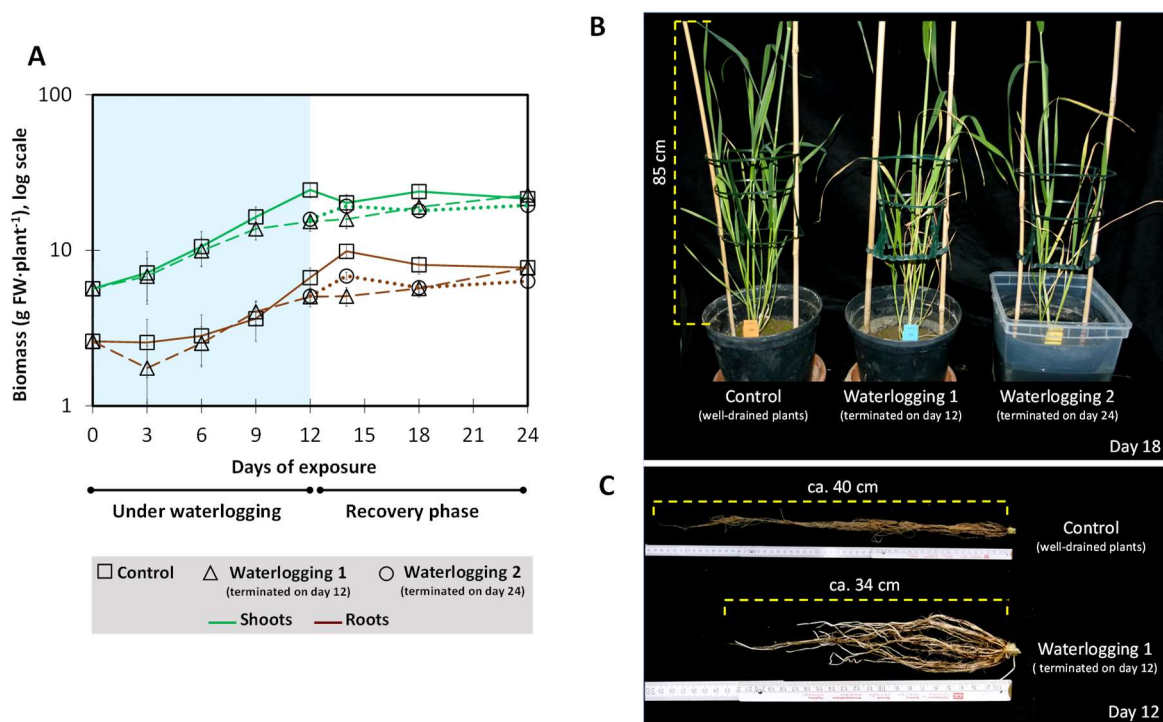 A
Biomass (g FW·plant⁻¹), log scale
100
10
1
0 3 6 9 12 15 18 21 24
Days of exposure
Under waterlogging
Recovery phase
Control
Waterlogging 1
(terminated on day 12)
Waterlogging 2
(terminated on day 24)
Shoots
Roots
B
85 cm
Control
(well-drained plants)
Waterlogging 1
(terminated on day 12)
Waterlogging 2
(terminated on day 24)
Day 18
C
ca. 40 cm
Control
(well-drained plants)
ca. 34 cm
Waterlogging 1
( terminated on day 12)
Day 12